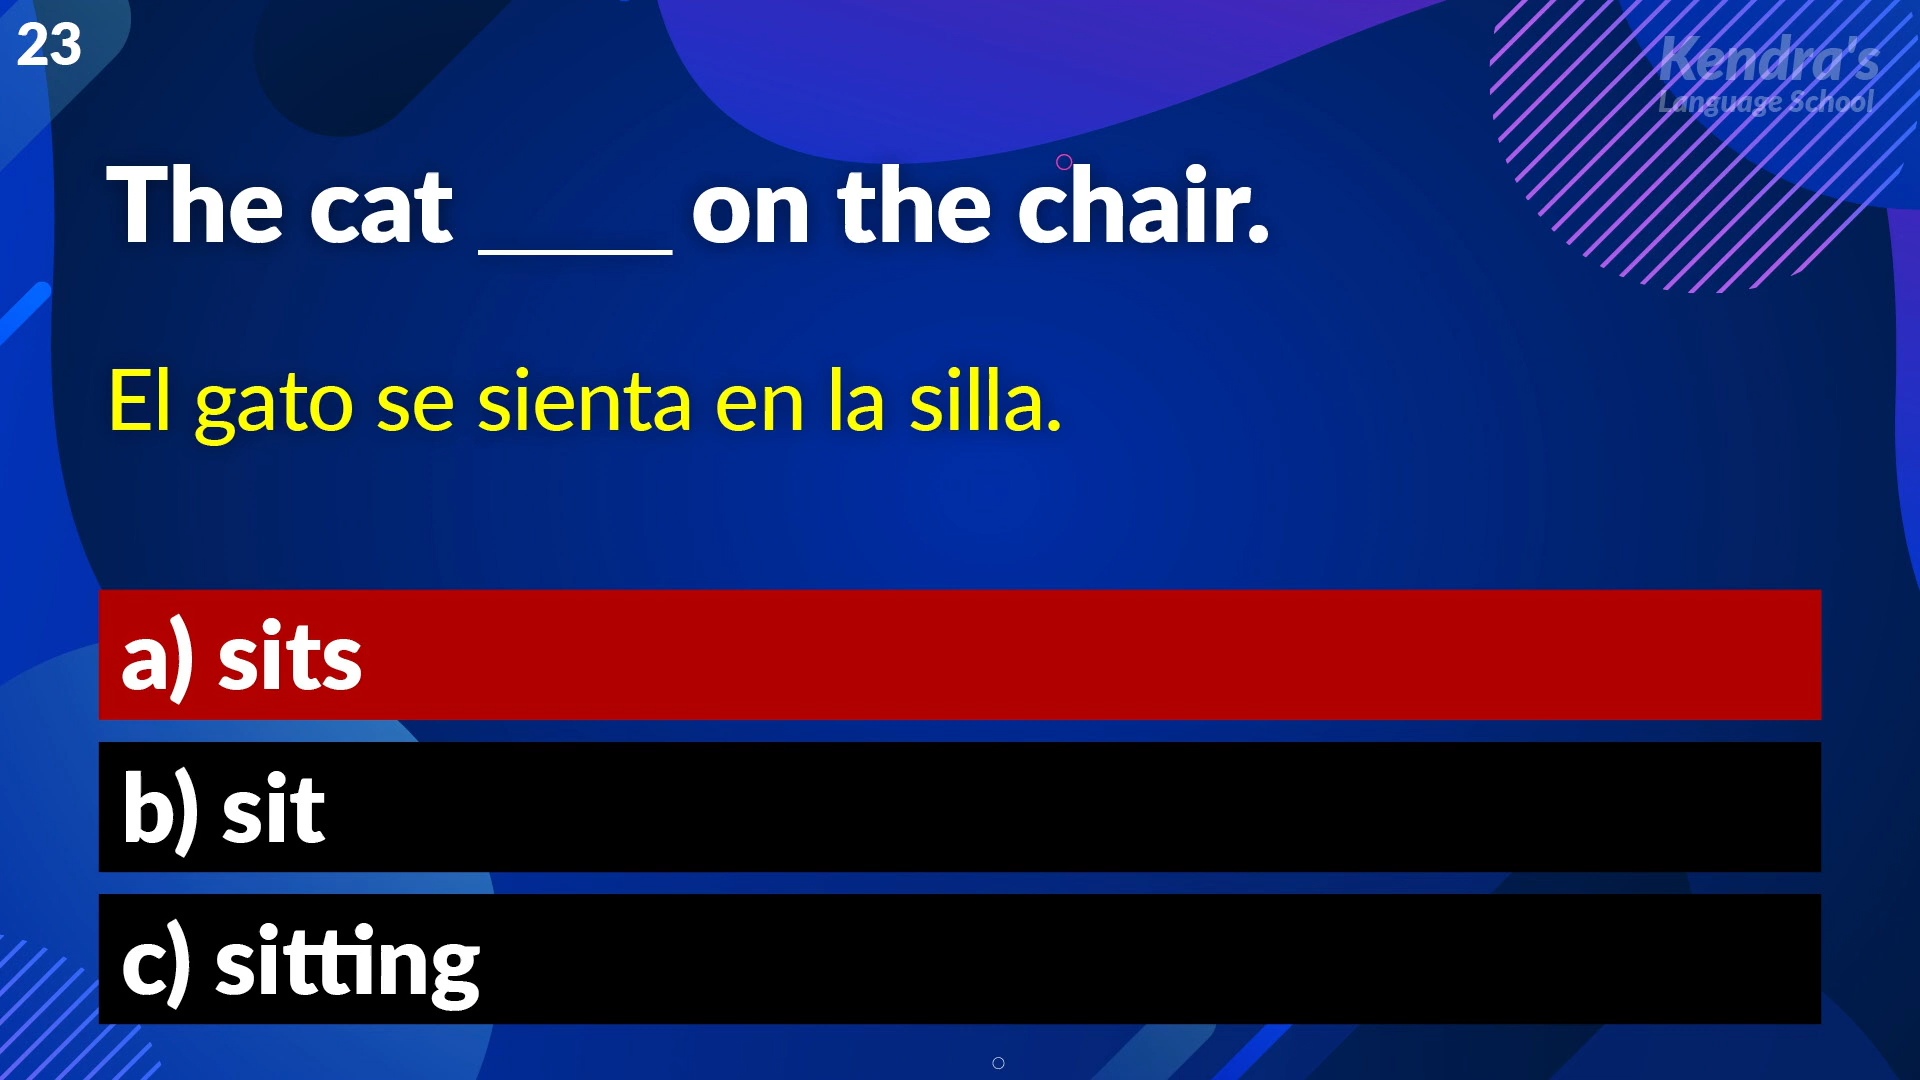 23
Kendra's
Language School
The cat ____ on the chair.
El gato se sienta en la silla.
a) sits
b) sit
c) sitting